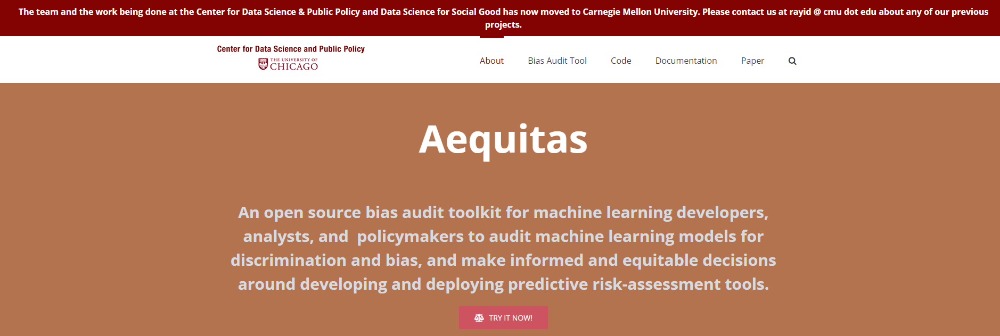 The team and the work being done at the Center for Data Science & Public Policy and Data Science for Social Good has now moved to Carnegie Mellon University. Please contact us at rayid @ cmu dot edu about any of our previous
projects.
Center for Data Science and Public Policy
THE UNIVERSITY OF
CHICAGO
About
Bias Audit Tool
Code
Documentation
Paper
Aequitas
An open source bias audit toolkit for machine learning developers,
analysts, and  policymakers to audit machine learning models for
discrimination and bias, and make informed and equitable decisions
around developing and deploying predictive risk-assessment tools.
TRY IT NOW!